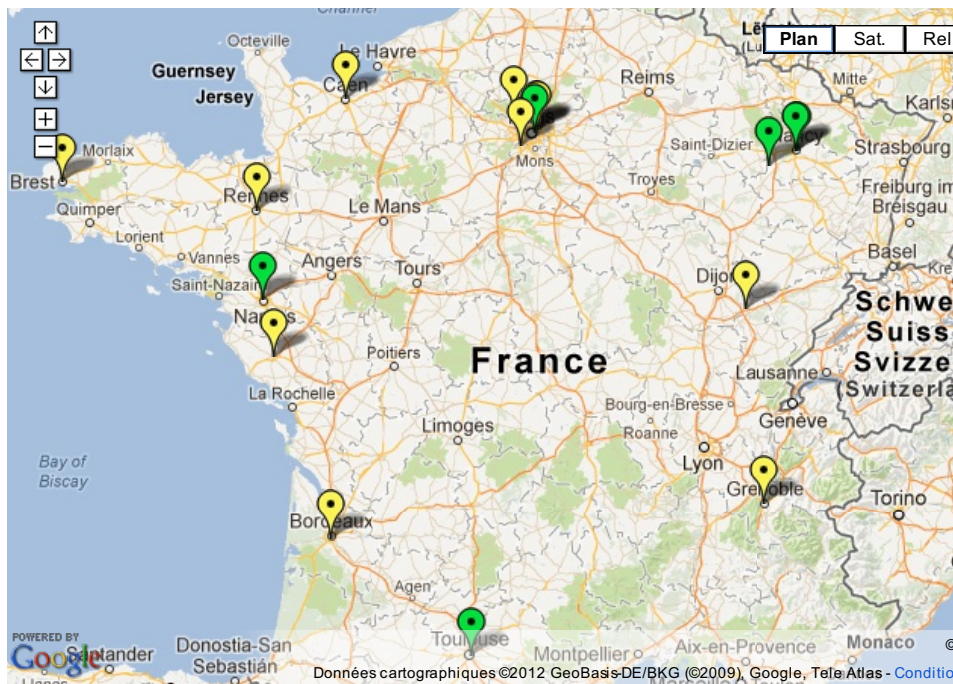 Channel
Octeville
Le Havre
Guernsey
Jersey
Caen
Reims
Plan
Sat.
Rel
Mitte
Karls
Morlaix
Brest
Rennes
Mons
Saint-Dizier
Nancy
Strasbourg
Quimper
Le Mans
Troyes
Freiburg im
Breisgau
Lorient
Vannes
Angers
Tours
Basel
Kre
Saint-Nazair
Dijon
Nantes
Schwe
Suiss
Svizze
(Switzerla
France
Poitiers
Lausanne
La Rochelle
Bourg-en-Bresse
Genève
Limoges
Roanne
Lyon
Bay of
Biscay
Grenoble
Torino
Bordeaux
Agen
Toulouse
POWERED BY
Google
Santander
Donostia-San
Sebastián
Montpellier
Aix-en-Provence
Monaco
©
Données cartographiques ©2012 GeoBasis-DE/BKG (©2009), Google, Tele Atlas - Conditio